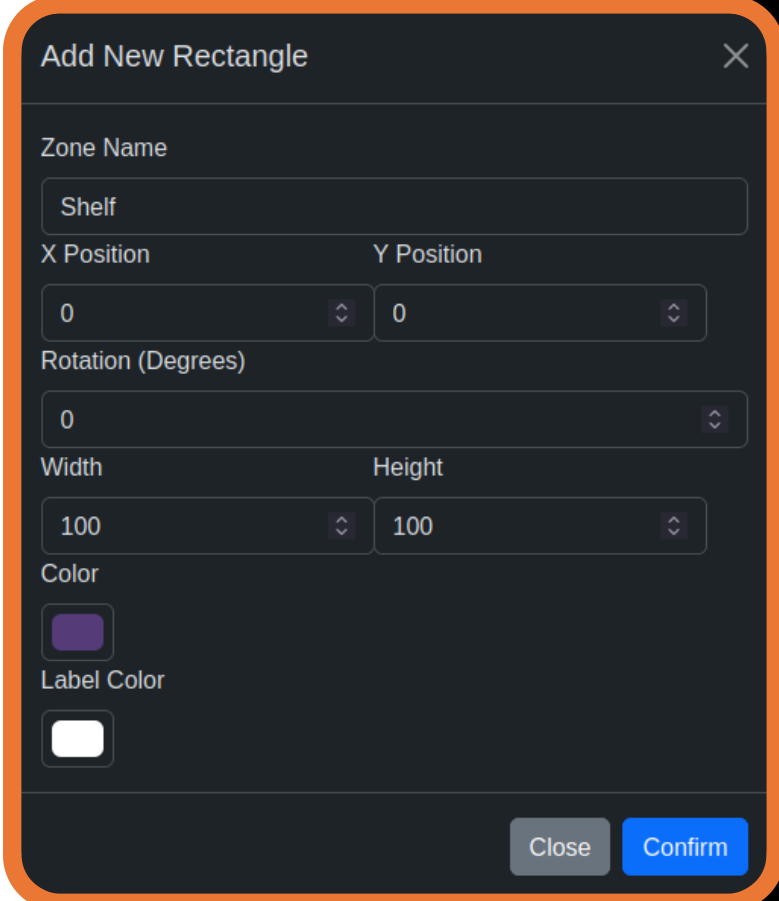 Add New Rectangle
Zone Name
Shelf
X Position Y Position
0 0
Rotation (Degrees)
0
Width Height
100 100
Color
Label Color
Close Confirm